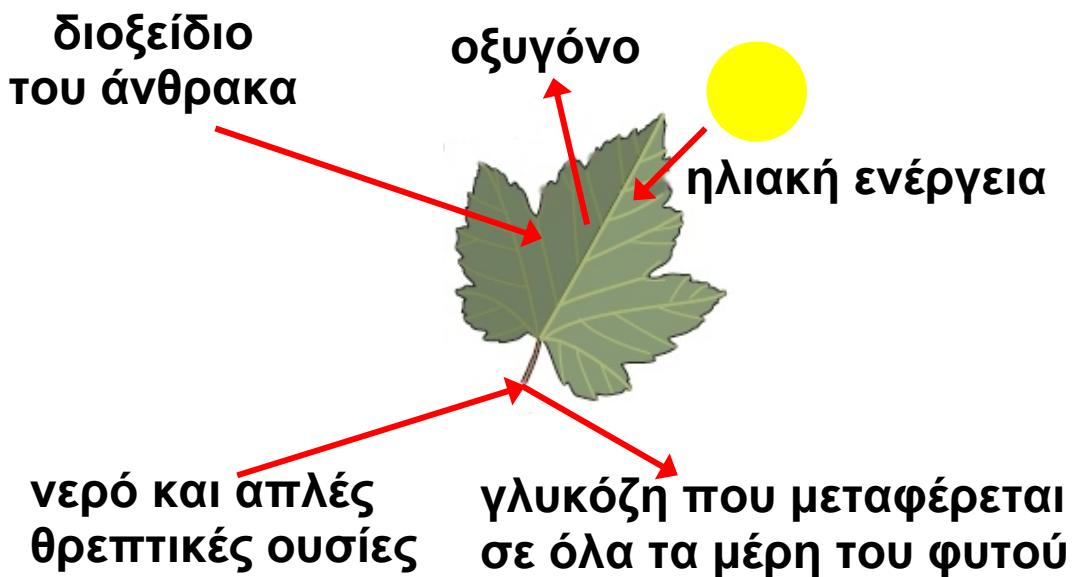 διοξείδιο
του άνθρακα
οξυγόνο
ηλιακή ενέργεια
νερό και απλές
θρεπτικές ουσίες
γλυκόζη που μεταφέρεται
σε όλα τα μέρη του φυτού